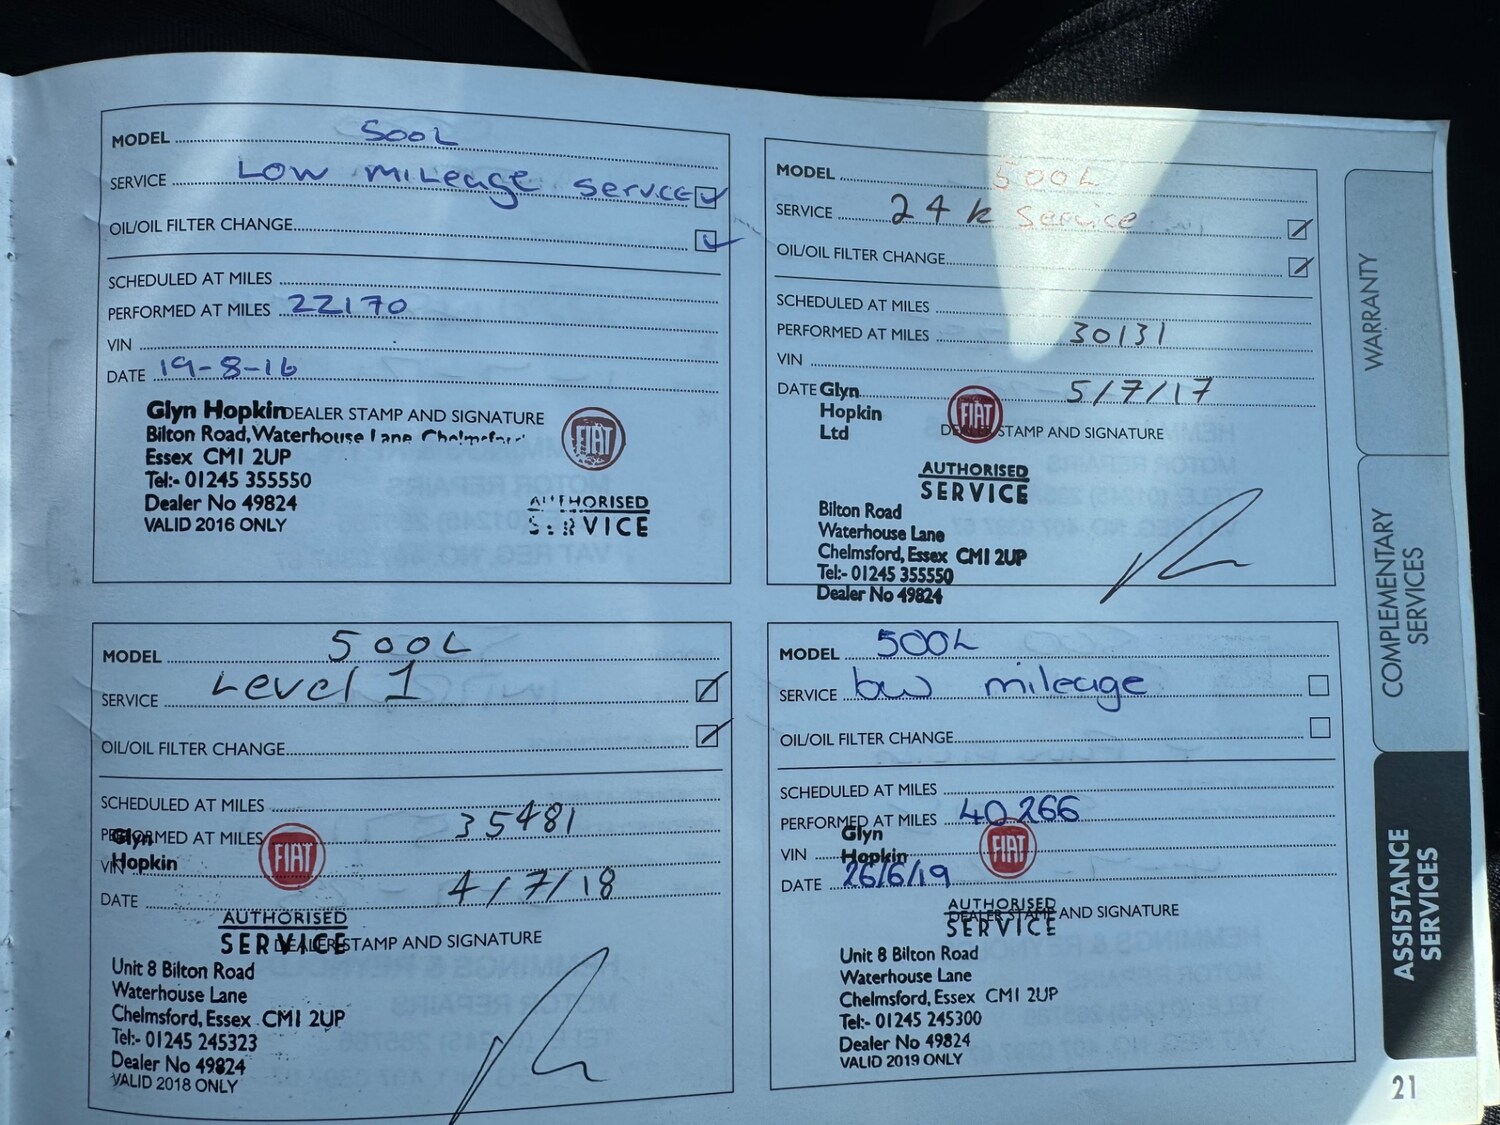 MODEL 500L
SERVICE Low mileage service
OIL/OIL FILTER CHANGE
SCHEDULED AT MILES
PERFORMED AT MILES 22170
VIN
DATE 19-8-16
Glyn Hopkin DEALER STAMP AND SIGNATURE
Bilton Road, Waterhouse Lane Chelmsford
Essex CM1 2UP
Tel:- 01245 355550
Dealer No 49824
VALID 2016 ONLY
FIAT
AUTHORISED
SERVICE
MODEL 500L
SERVICE 24k Service
OIL/OIL FILTER CHANGE
SCHEDULED AT MILES
PERFORMED AT MILES 30131
VIN
DATE 5/7/17
Glyn
Hopkin
Ltd
FIAT
DEALER STAMP AND SIGNATURE
AUTHORISED
SERVICE
Bilton Road
Waterhouse Lane
Chelmsford, Essex CM1 2UP
Tel:- 01245 355550
Dealer No 49824
MODEL 500L
SERVICE Level 1
OIL/OIL FILTER CHANGE
SCHEDULED AT MILES
PERFORMED AT MILES 35481
Glyn
Hopkin
VIN
FIAT
DATE 4/7/18
AUTHORISED
SERVICE
DEALER STAMP AND SIGNATURE
Unit 8 Bilton Road
Waterhouse Lane
Chelmsford, Essex CM1 2UP
Tel:- 01245 245323
Dealer No 49824
VALID 2018 ONLY
MODEL 500L
SERVICE low mileage
OIL/OIL FILTER CHANGE
SCHEDULED AT MILES
PERFORMED AT MILES 40266
Glyn
Hopkin
VIN
FIAT
DATE 26/6/19
AUTHORISED
SERVICE
DEALER STAMP AND SIGNATURE
Unit 8 Bilton Road
Waterhouse Lane
Chelmsford, Essex CM1 2UP
Tel:- 01245 245300
Dealer No 49824
VALID 2019 ONLY
WARRANTY
COMPLEMENTARY
SERVICES
ASSISTANCE
SERVICES
21